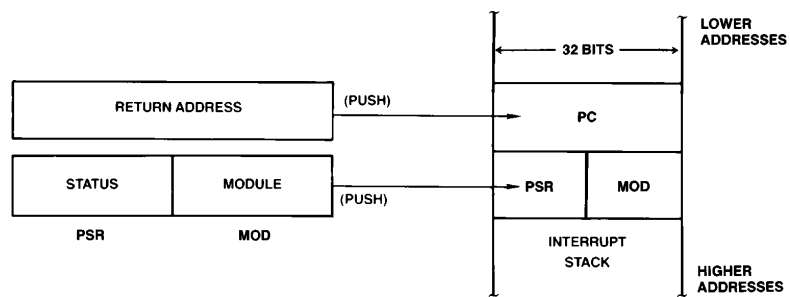 LOWER
ADDRESSES
32 BITS
RETURN ADDRESS
(PUSH)
PC
STATUS
MODULE
(PUSH)
PSR
MOD
PSR
MOD
INTERRUPT
STACK
HIGHER
ADDRESSES